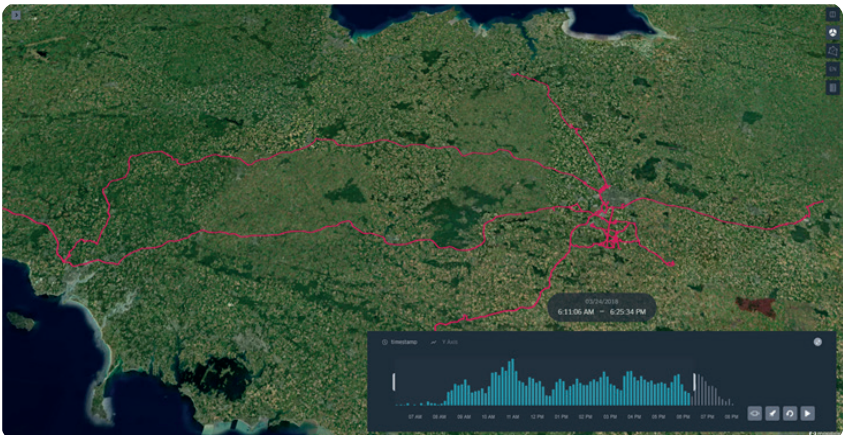 EN
03/24/2018
6:11:06 AM — 6:25:34 PM
timestamp
Y Axis
07 AM 08 AM 09 AM 10 AM 11 AM 12 PM 01 PM 02 PM 03 PM 04 PM 05 PM 06 PM 07 PM 08 PM